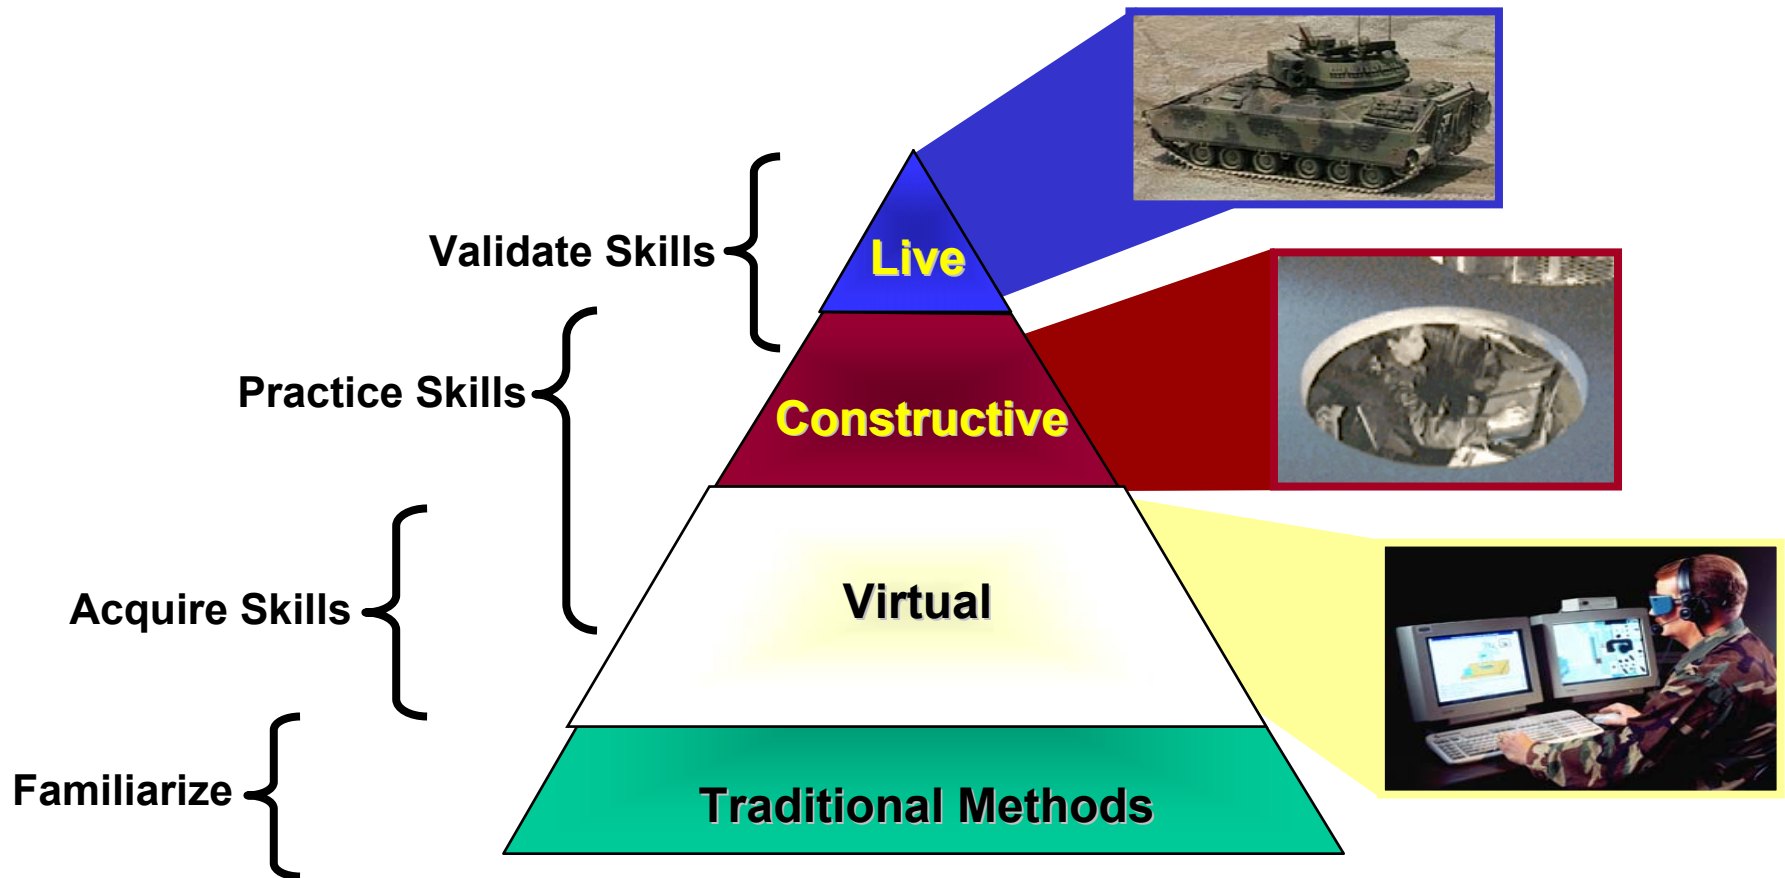 Validate Skills
Live
Practice Skills
Constructive
Acquire Skills
Virtual
Familiarize
Traditional Methods